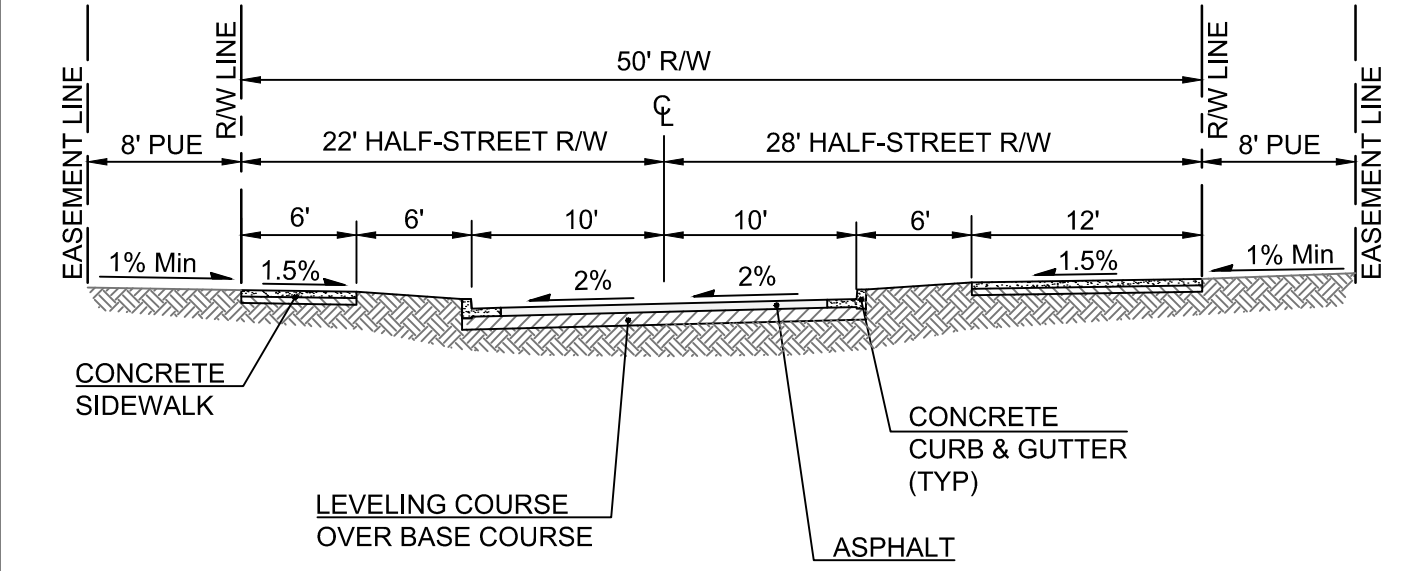 50' R/W
℄
EASEMENT LINE
R/W LINE
R/W LINE
EASEMENT LINE
8' PUE
22' HALF-STREET R/W
28' HALF-STREET R/W
8' PUE
6'
6'
10'
10'
6'
12'
1% Min
1.5%
2%
2%
1.5%
1% Min
CONCRETE
SIDEWALK
CONCRETE
CURB & GUTTER
(TYP)
LEVELING COURSE
OVER BASE COURSE
ASPHALT